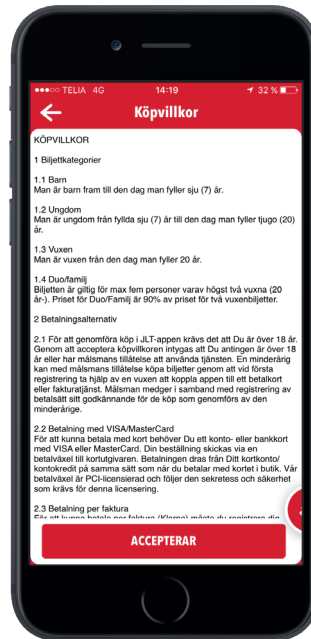 TELIA 4G 14:19 32 %
Köpvillkor
KÖPVILLKOR
1 Biljettkategorier
1.1 Barn
Man är barn fram till den dag man fyller sju (7) år.
1.2 Ungdom
Man är ungdom från fyllda sju (7) år till den dag man fyller tjugo (20)
år.
1.3 Vuxen
Man är vuxen från den dag man fyller 20 år.
1.4 Duo/familj
Biljetten är giltig för max fem personer varav högst två vuxna (20
år-). Priset för Duo/Familj är 90% av priset för två vuxenbiljetter.
2 Betalningsalternativ
2.1 För att genomföra köp i JLT-appen krävs det att Du är över 18 år.
Genom att acceptera köpvillkoren intygas att Du antingen är över 18
år eller har målsmans tillåtelse att använda tjänsten. En minderårig
kan med målsmans tillåtelse köpa biljetter genom att vid första
registrering ta hjälp av en vuxen att koppla appen till ett betalkort
eller fakturatjänst. Målsman medger i samband med registrering av
betalsätt sitt godkännande för de köp som genomförs av den
minderårige.
2.2 Betalning med VISA/MasterCard
För att kunna betala med kort behöver Du ett konto- eller bankkort
med VISA eller MasterCard. Din beställning skickas via en
betalväxel till kortutgivaren. Betalningen dras från Ditt kortkonto/
kontokredit på samma sätt som när du betalar med kortet i butik. Vår
betalväxel är PCI-licensierad och följer den sekretess och säkerhet
som krävs för denna licensering.
2.3 Betalning per faktura
För att kunna betala per faktura (Klarna) måste du registrera dig
ACCEPTERAR